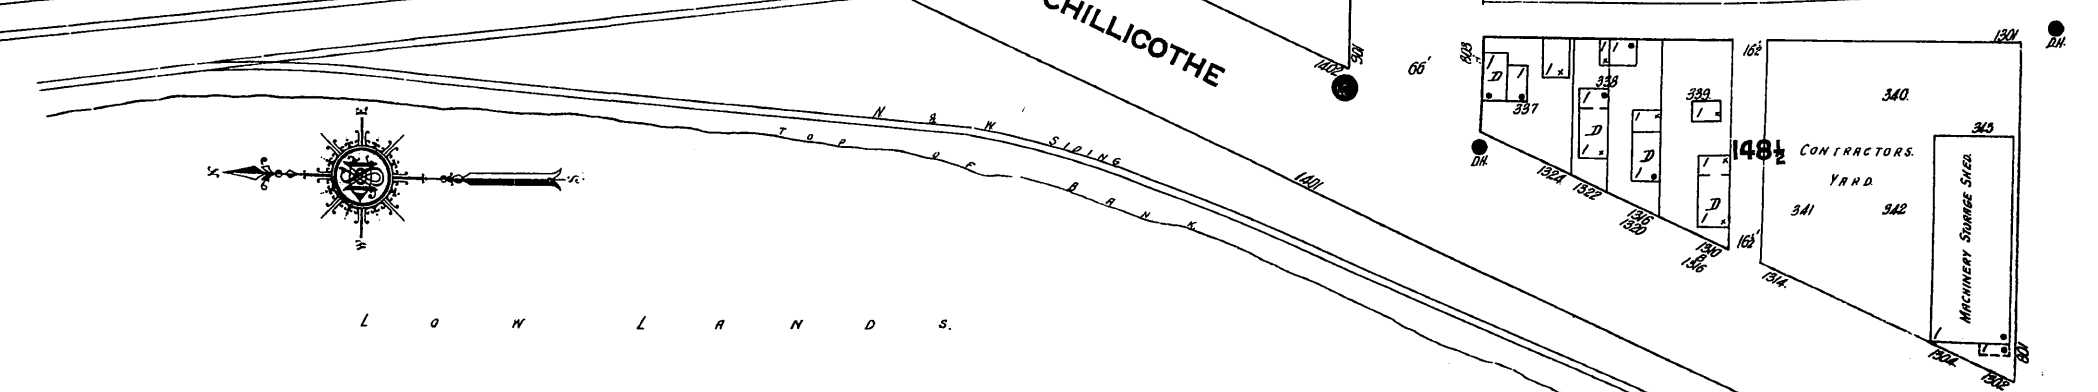 CHILLICOTHE
1402
901
66'
803
D
337
338
D
D
339
D
16½'
1301
D.H.
340.
148½
CONTRACTORS.
YARD.
341
342
343
MACHINERY STORAGE SHED.
D.H.
1324
1322
1316
1320
1310
1316
16½'
1314.
1304
1302
801
1401
N & W SIDING
TOP OF BANK
E
N
S
W
LOW LANDS.